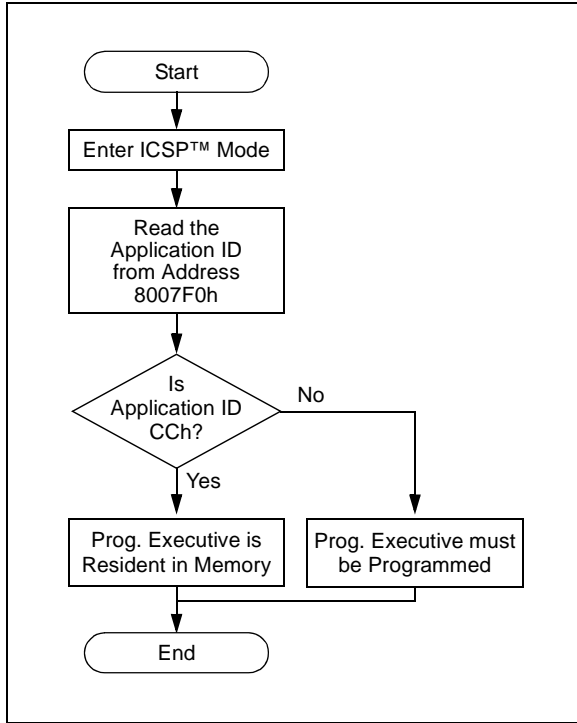 Start
Enter ICSP™ Mode
Read the
Application ID
from Address
8007F0h
Is
Application ID
CCh?
No
Yes
Prog. Executive is
Resident in Memory
Prog. Executive must
be Programmed
End